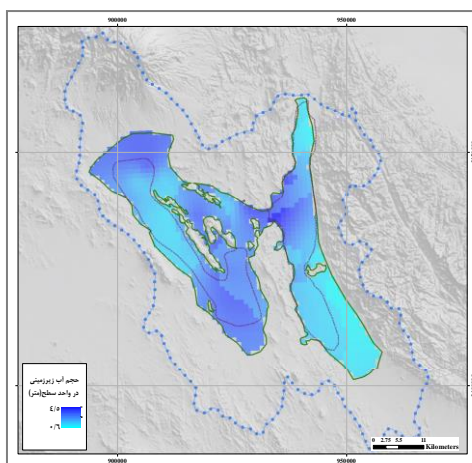 900000
950000
حجم آب زیرزمینی
در واحد سطح(متر)
۴/۵
۰/۶
0 2.75 5.5 11
Kilometers
900000
950000